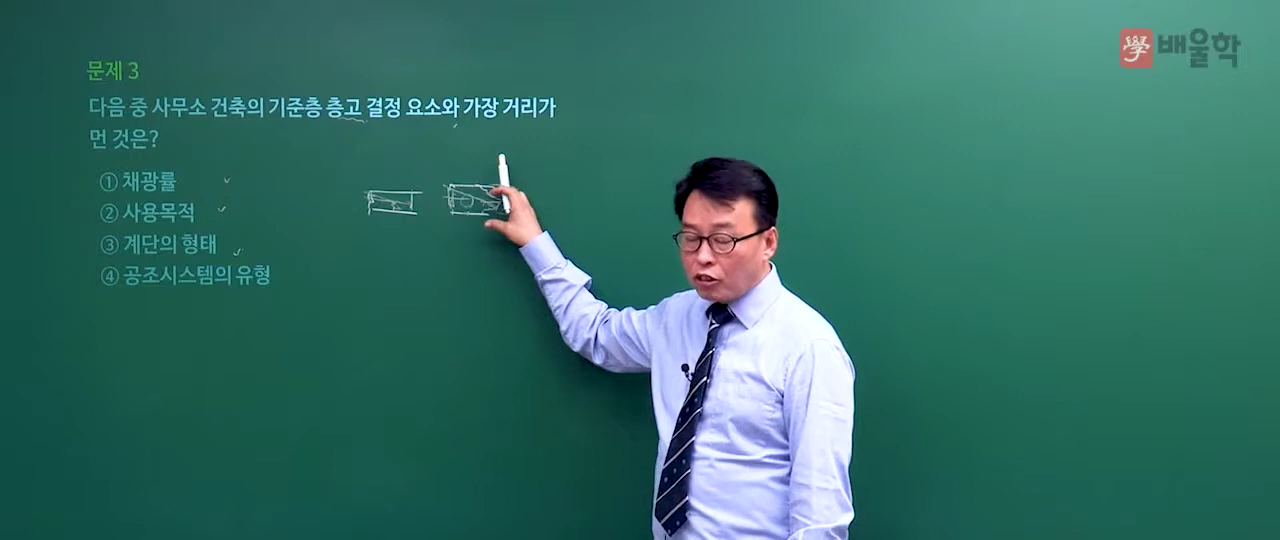 學 배울학
문제 3
다음 중 사무소 건축의 기준층 층고 결정 요소와 가장 거리가
먼 것은?
① 채광률
② 사용목적
③ 계단의 형태
④ 공조시스템의 유형